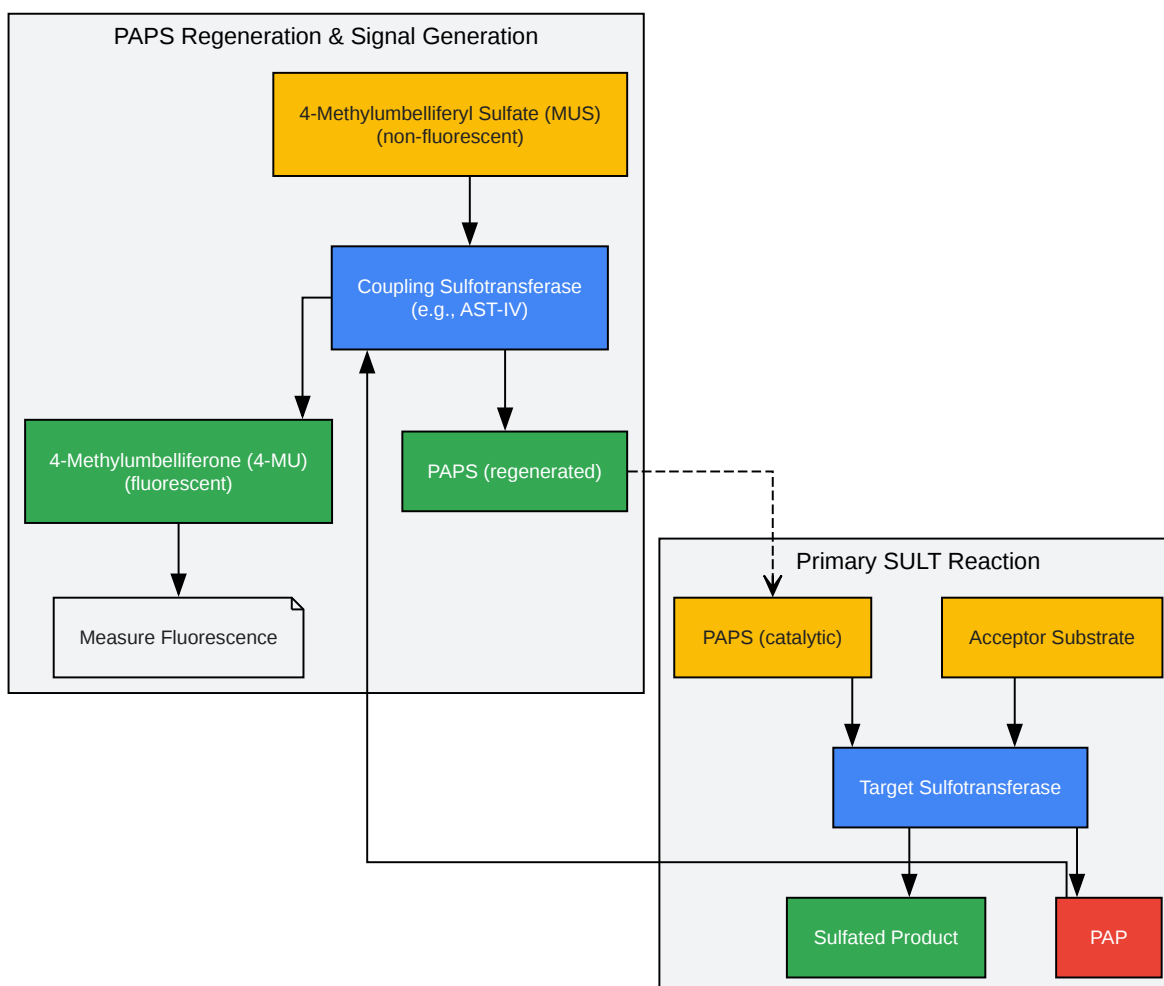 PAPS Regeneration & Signal Generation
4-Methylumbelliferyl Sulfate (MUS)
(non-fluorescent)
Coupling Sulfotransferase
(e.g., AST-IV)
4-Methylumbelliferone (4-MU)
(fluorescent)
PAPS (regenerated)
Measure Fluorescence
Primary SULT Reaction
PAPS (catalytic)
Acceptor Substrate
Target Sulfotransferase
Sulfated Product
PAP